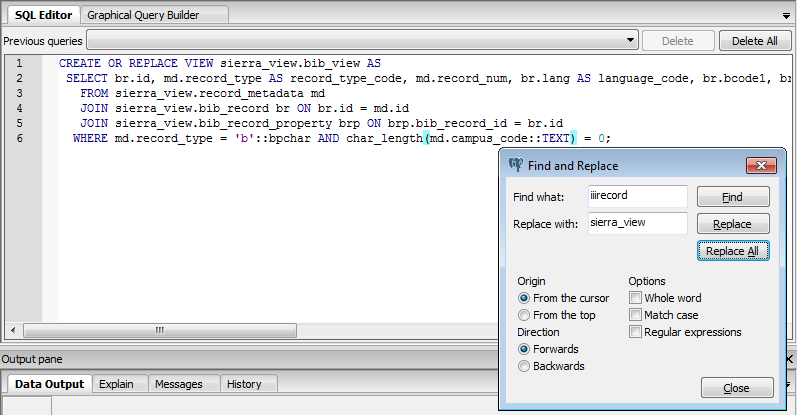 SQL Editor Graphical Query Builder
Previous queries Delete Delete All
1 CREATE OR REPLACE VIEW sierra_view.bib_view AS
2 SELECT br.id, md.record_type AS record_type_code, md.record_num, br.lang AS language_code, br.bcode1, br
3 FROM sierra_view.record_metadata md
4 JOIN sierra_view.bib_record br ON br.id = md.id
5 JOIN sierra_view.bib_record_property brp ON brp.bib_record_id = br.id
6 WHERE md.record_type = 'b'::bpchar AND char_length(md.campus_code::TEXT) = 0;
Find and Replace
Find what: iiirecord Find
Replace with: sierra_view Replace
Replace All
Origin Options
From the cursor Whole word
From the top Match case
Direction Regular expressions
Forwards
Backwards
Close
Output pane
Data Output Explain Messages History